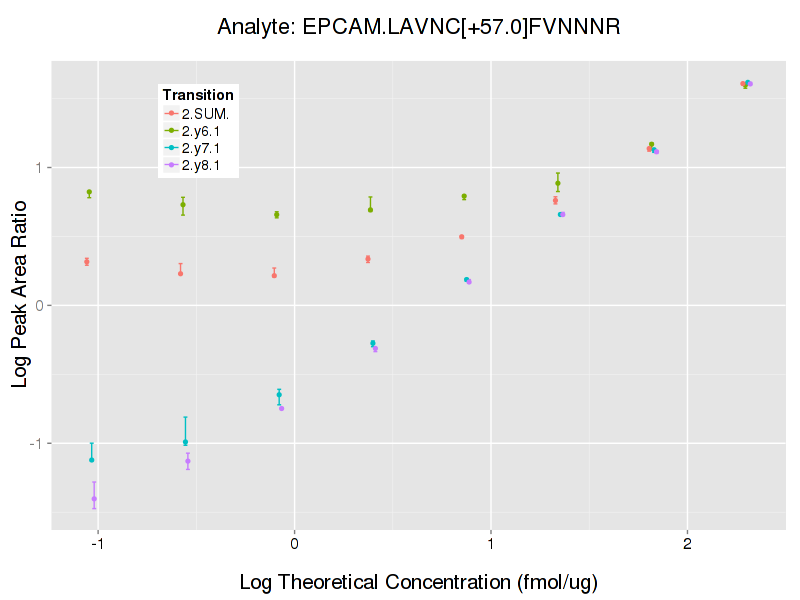 Analyte: EPCAM.LAVNC[+57.0]FVNNNR
Transition
2.SUM.
2.y6.1
2.y7.1
2.y8.1
Log Peak Area Ratio
1
0
-1
-1 0 1 2
Log Theoretical Concentration (fmol/ug)